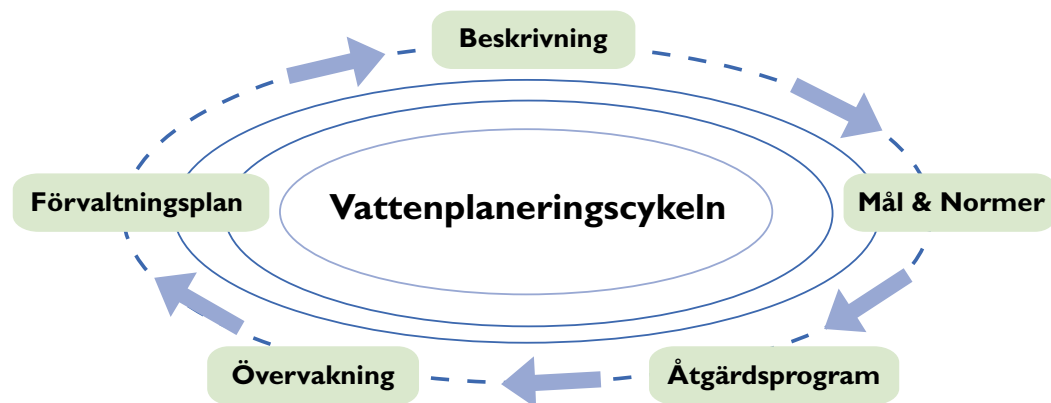 Beskrivning
Förvaltningsplan
Vattenplaneringscykeln
Mål & Normer
Övervakning
Åtgärdsprogram